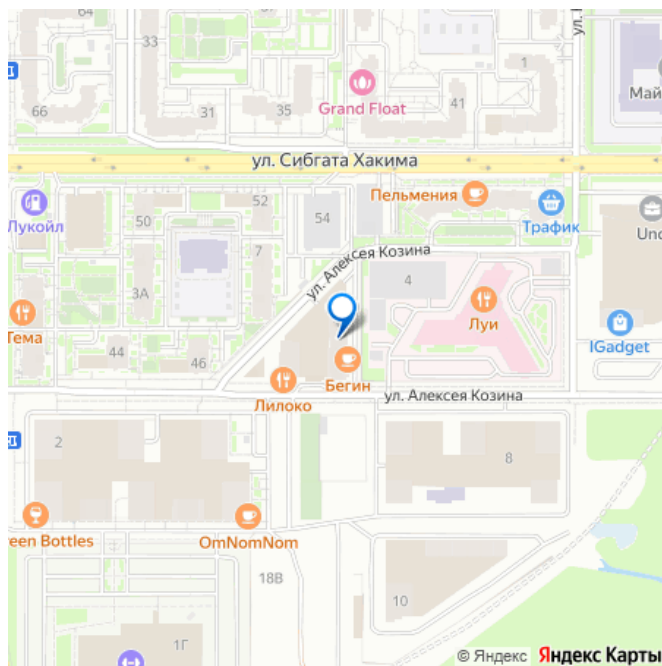 33
1
ул.
66
31
35
Grand Float
41
Май
ул. Сибгата Хакима
Лукойл
50
52
54
Пельмения
Трафик
Und
7
ул. Алексея Козина
3А
4
Луи
IGadget
Тема
44
46
Бегин
Лилоко
ул. Алексея Козина
2
8
een Bottles
OmNomNom
18В
10
1Г
© Яндекс Яндекс Карты